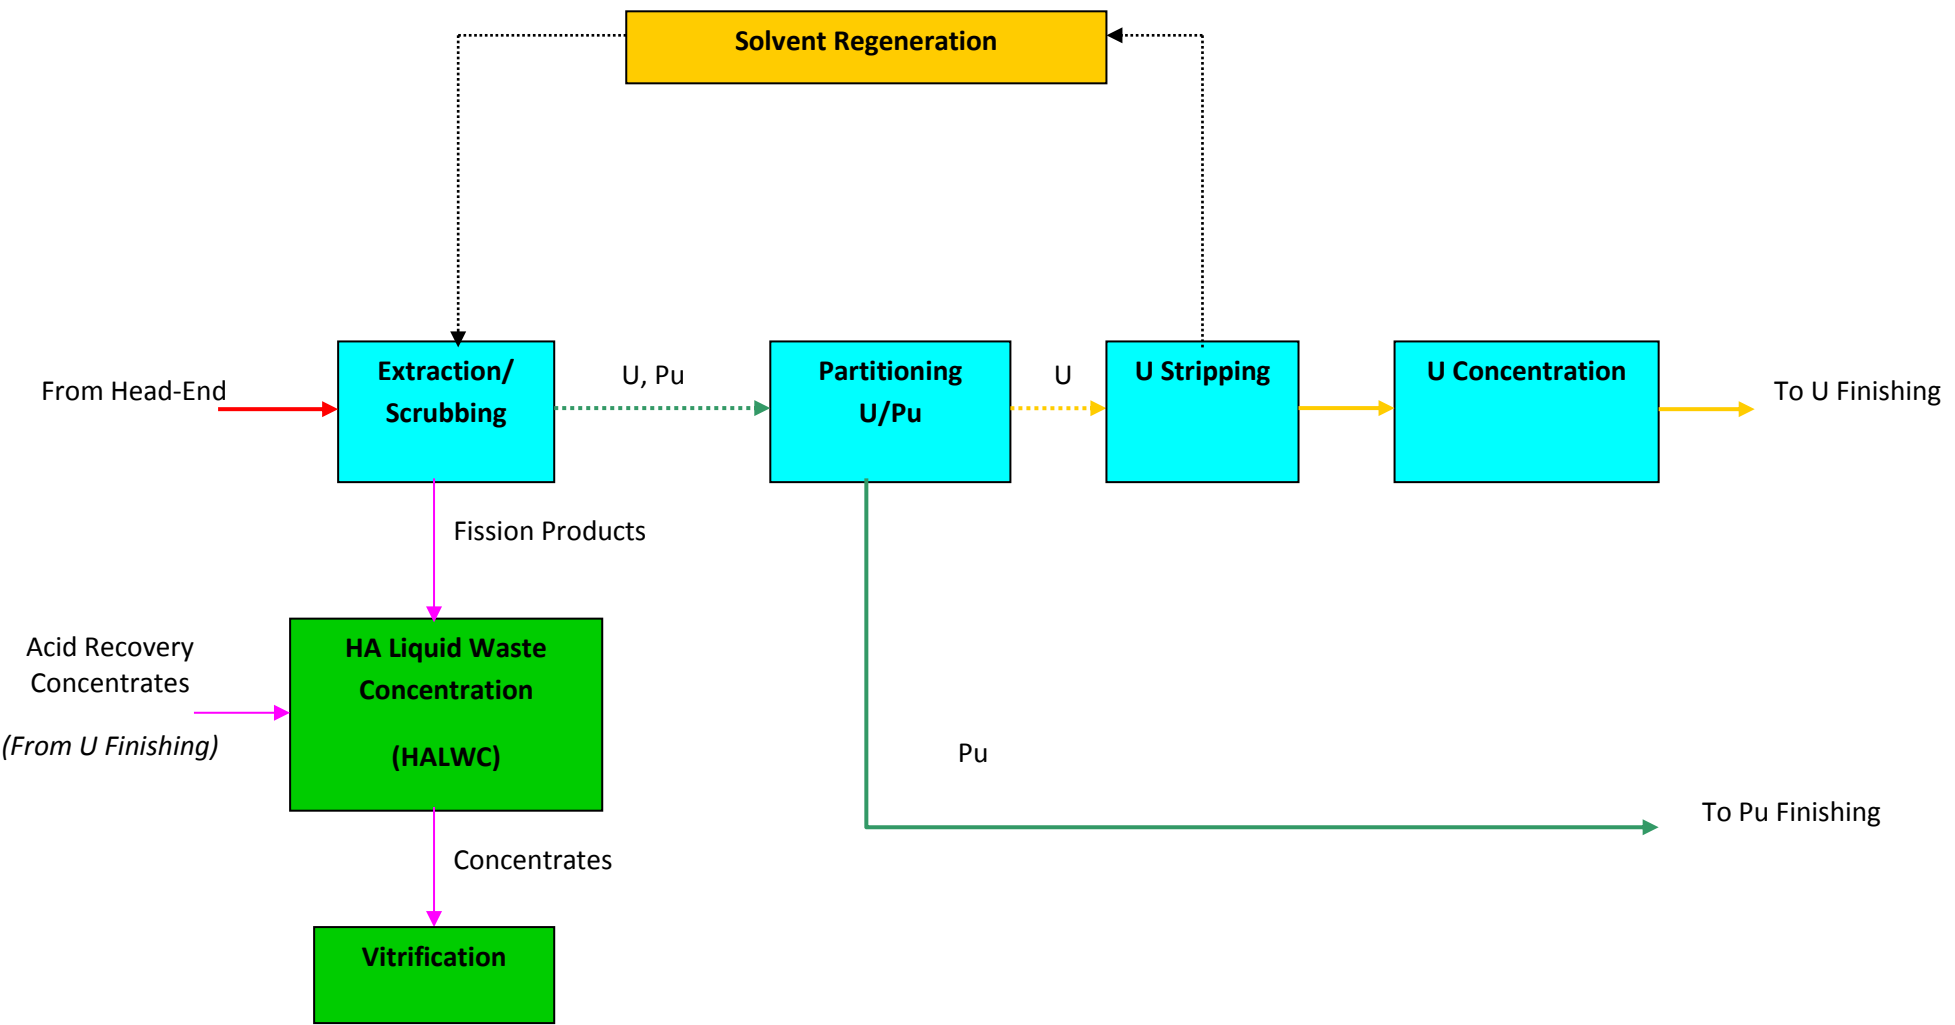 Solvent Regeneration
From Head-End
Extraction/
Scrubbing
U, Pu
Partitioning
U/Pu
U
U Stripping
U Concentration
To U Finishing
Fission Products
Acid Recovery
Concentrates
(From U Finishing)
HA Liquid Waste
Concentration
(HALWC)
Pu
To Pu Finishing
Concentrates
Vitrification